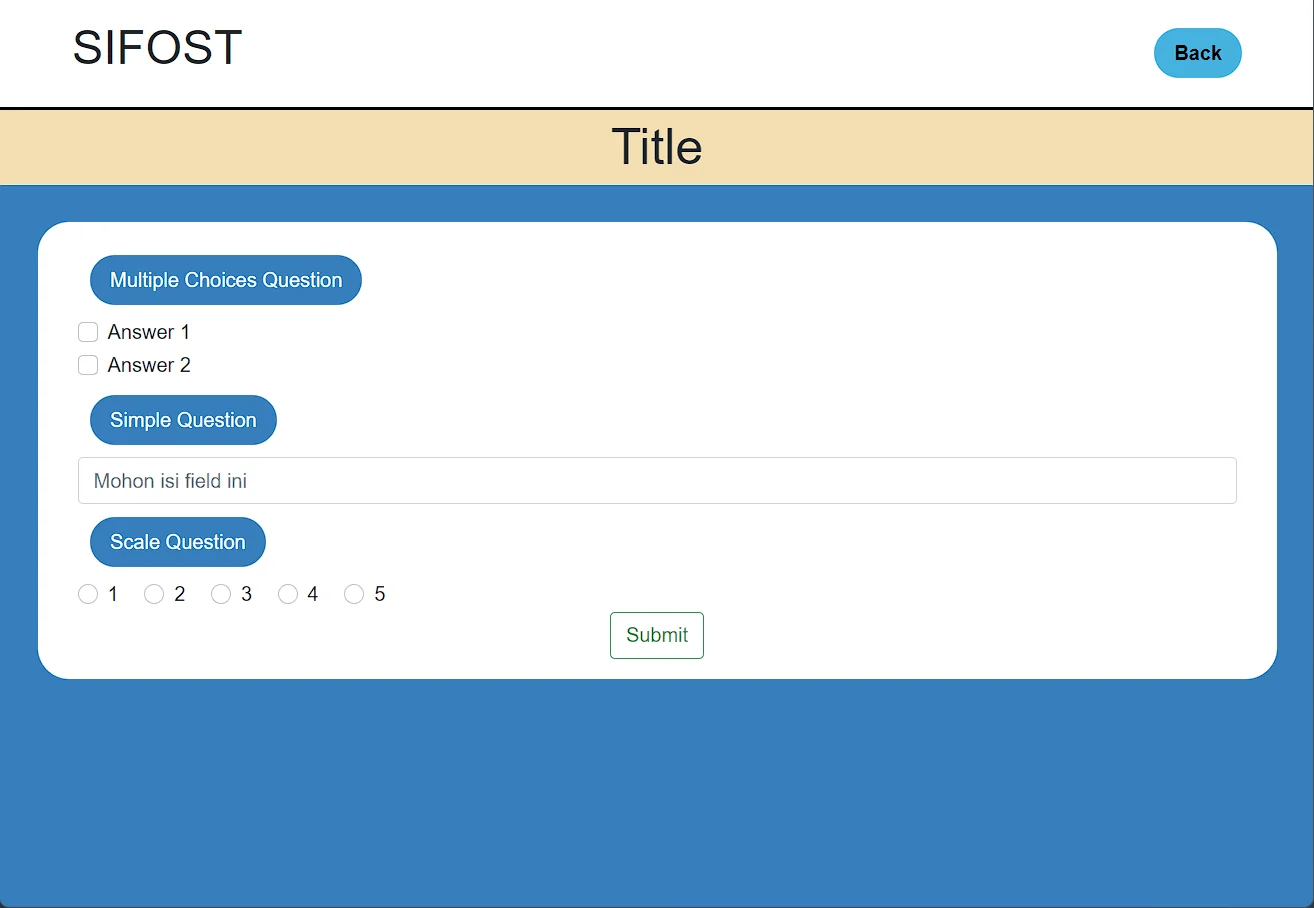 SIFOST
Back
Title
Multiple Choices Question
Answer 1
Answer 2
Simple Question
Mohon isi field ini
Scale Question
1 2 3 4 5
Submit